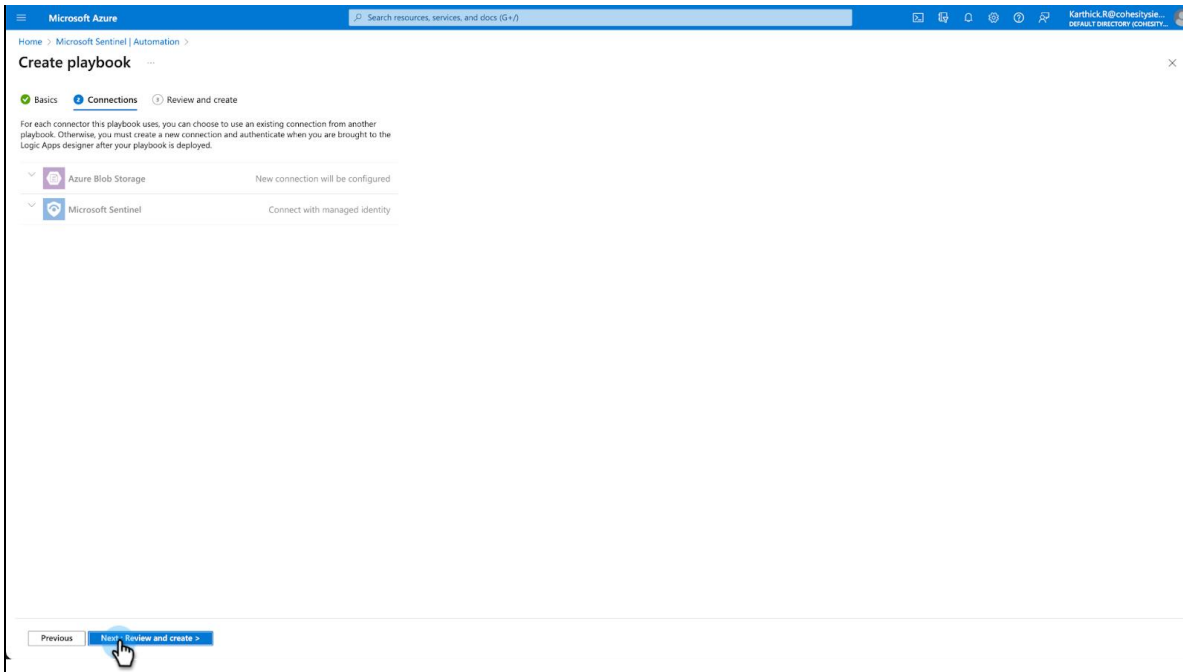 Microsoft Azure
Search resources, services, and docs (G+/)
Karthick.R@cohesitysie...
DEFAULT DIRECTORY (COHESITY...
Home > Microsoft Sentinel | Automation >
Create playbook ...
Basics 2 Connections 3 Review and create
For each connector this playbook uses, you can choose to use an existing connection from another
playbook. Otherwise, you must create a new connection and authenticate when you are brought to the
Logic Apps designer after your playbook is deployed.
Azure Blob Storage New connection will be configured
Microsoft Sentinel Connect with managed identity
Previous Next : Review and create >